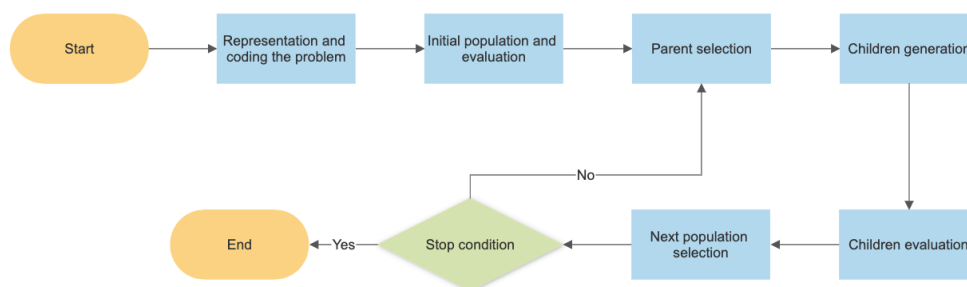 Start
Representation and
coding the problem
Initial population and
evaluation
Parent selection
Children generation
No
End
Yes
Stop condition
Next population
selection
Children evaluation